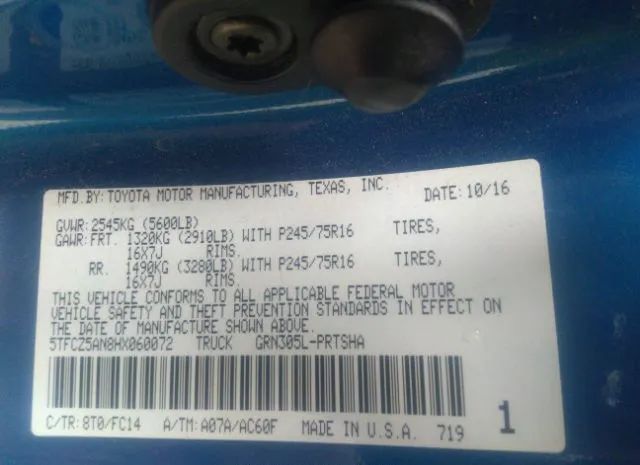 MFD.BY: TOYOTA MOTOR MANUFACTURING, TEXAS, INC. DATE: 10/16
GVWR: 2545KG (5600LB)
GAWR: FRT. 1320KG (2910LB) WITH P245/75R16 TIRES,
16X7J RIMS.
RR. 1490KG (3280LB) WITH P245/75R16 TIRES,
16X7J RIMS.
THIS VEHICLE CONFORMS TO ALL APPLICABLE FEDERAL MOTOR
VEHICLE SAFETY AND THEFT PREVENTION STANDARDS IN EFFECT ON
THE DATE OF MANUFACTURE SHOWN ABOVE.
5TFCZ5AN8HX060072 TRUCK GRN305L-PRTSHA
C/TR: 8T0/FC14 A/TM: A07A/AC60F MADE IN U.S.A. 719 1